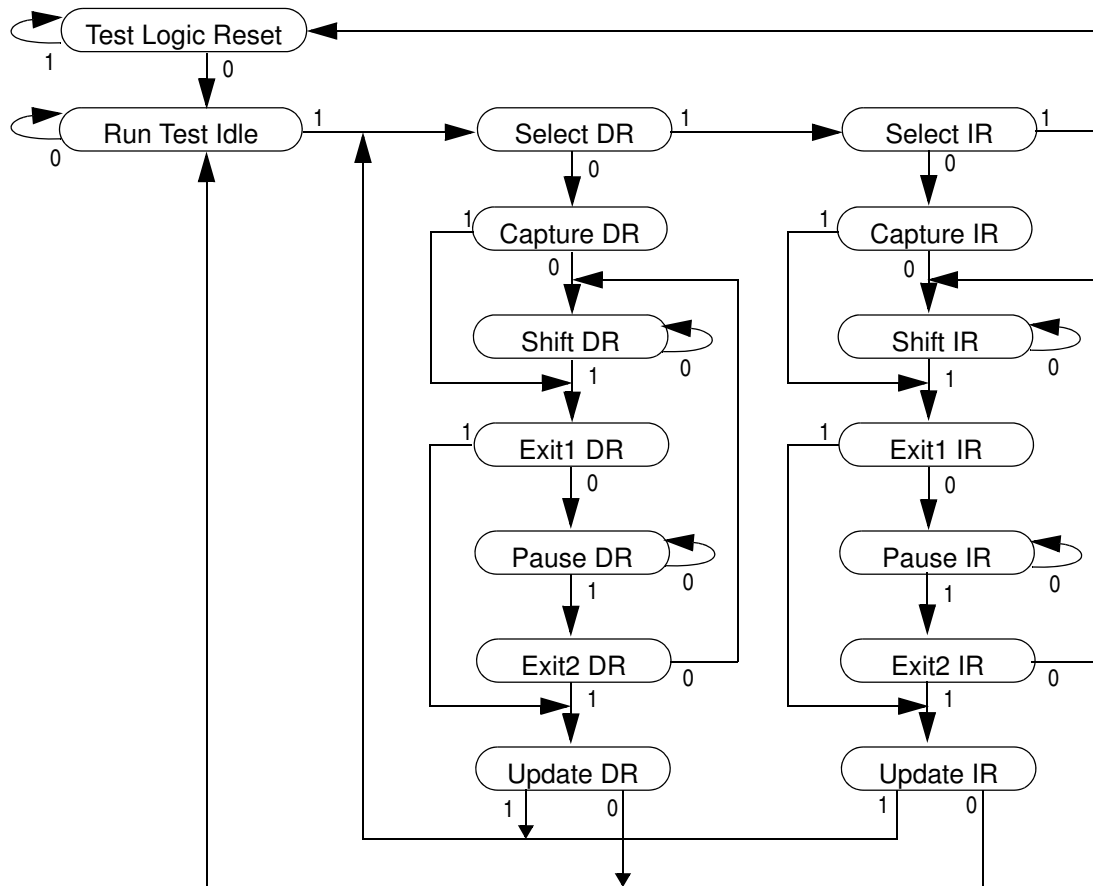 Test Logic Reset
1
0
Run Test Idle
1
Select DR
1
Select IR
1
0
0
0
1
Capture DR
1
Capture IR
0
0
Shift DR
Shift IR
0
0
1
1
1
Exit1 DR
1
Exit1 IR
0
0
Pause DR
Pause IR
0
0
1
1
Exit2 DR
Exit2 IR
0
0
1
1
Update DR
Update IR
1
0
1
0